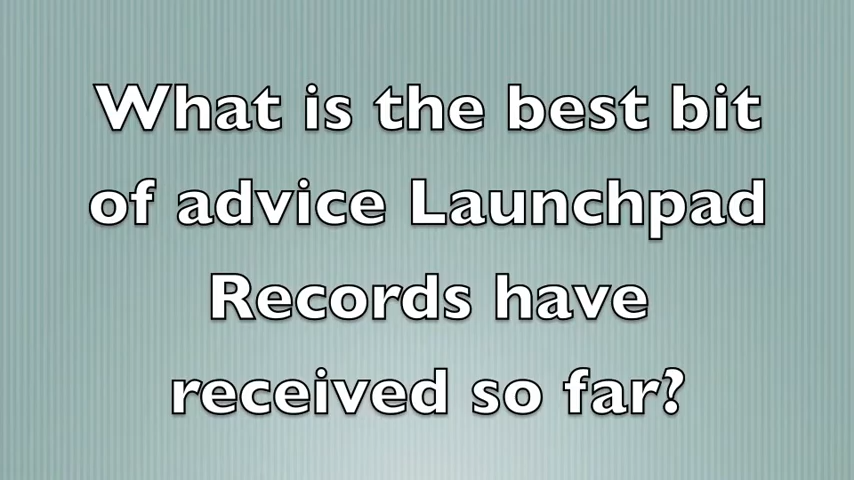 What is the best bit
of advice Launchpad
Records have
received so far?